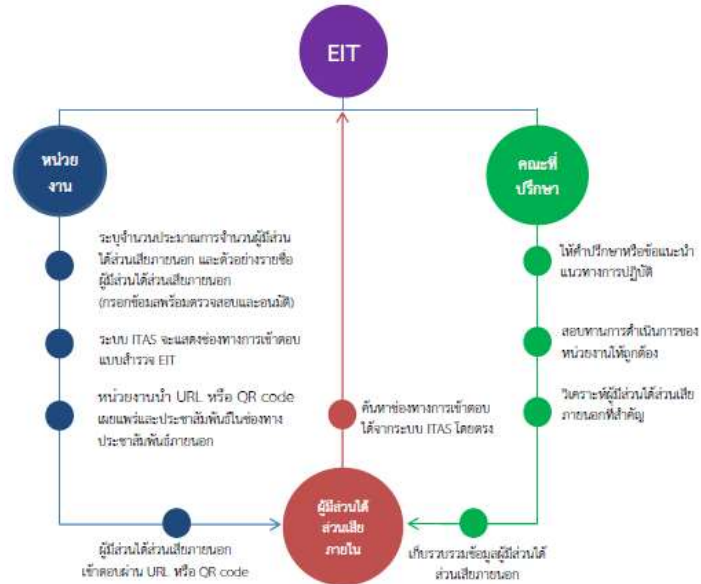 EIT
หน่วย
งาน
คณะที่
ปรึกษา
ระบุจำนวนประมาณการจำนวนผู้มีส่วน
ได้ส่วนเสียภายนอก และตัวอย่างรายชื่อ
ผู้มีส่วนได้ส่วนเสียภายนอก
(กรอกข้อมูลพร้อมตรวจสอบและอนุมัติ)
ระบบ ITAS จะแสดงช่องทางการเข้าตอบ
แบบสำรวจ EIT
หน่วยงานนำ URL หรือ QR code
เผยแพร่และประชาสัมพันธ์ในช่องทาง
ประชาสัมพันธ์ภายนอก
ผู้มีส่วนได้ส่วนเสียภายนอก
เข้าตอบผ่าน URL หรือ QR code
ค้นหาช่องทางการเข้าตอบ
ได้จากระบบ ITAS โดยตรง
ผู้มีส่วนได้
ส่วนเสีย
ภายใน
ให้คำปรึกษาหรือข้อแนะนำ
แนวทางการปฏิบัติ
สอบทานการดำเนินการของ
หน่วยงานให้ถูกต้อง
วิเคราะห์ผู้มีส่วนได้ส่วนเสีย
ภายนอกที่สำคัญ
เก็บรวบรวมข้อมูลผู้มีส่วนได้
ส่วนเสียภายนอก